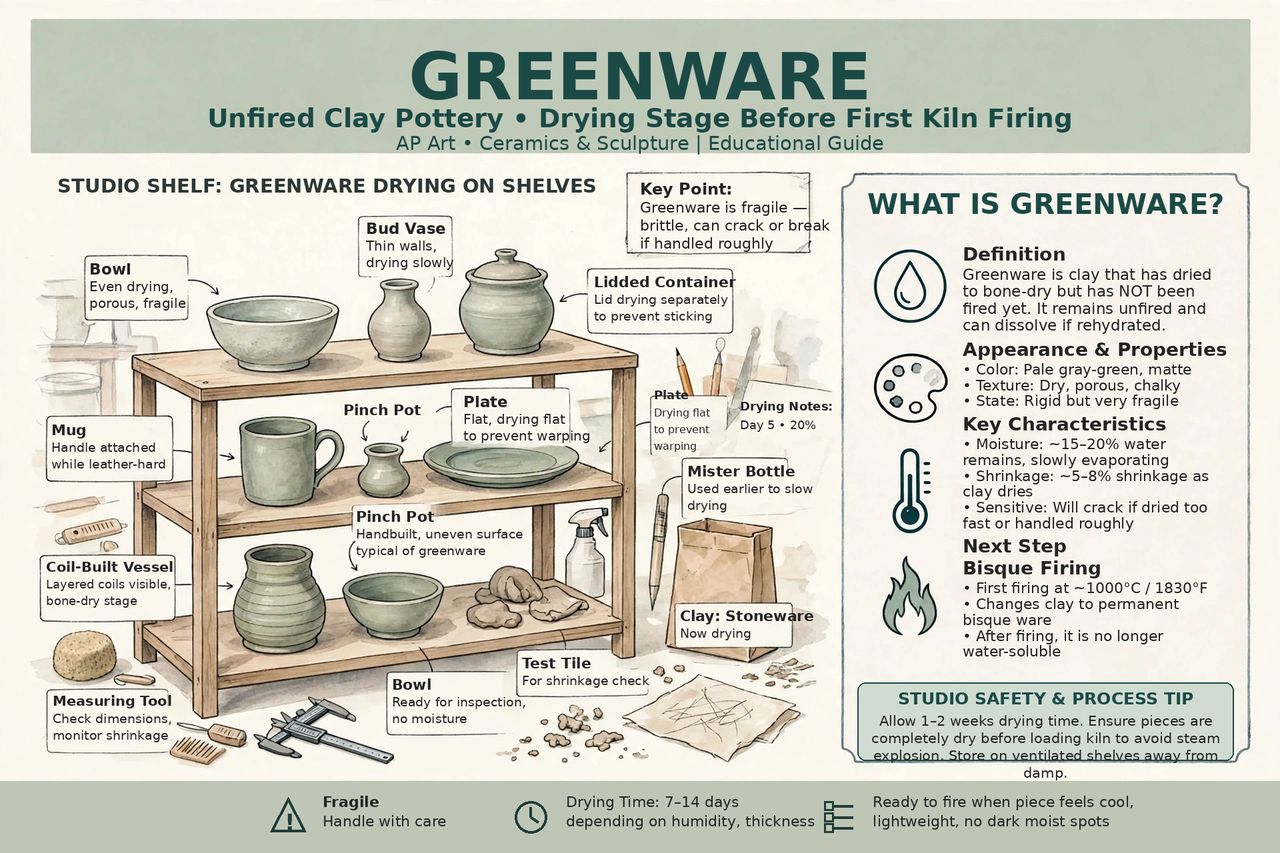 GREENWARE
Unfired Clay Pottery • Drying Stage Before First Kiln Firing
AP Art • Ceramics & Sculpture | Educational Guide
STUDIO SHELF: GREENWARE DRYING ON SHELVES
Key Point:
Greenware is fragile —
brittle, can crack or break
if handled roughly
Bud Vase
Thin walls,
drying slowly
Bowl
Even drying,
porous, fragile
Lidded Container
Lid drying separately
to prevent sticking
Pinch Pot
Plate
Flat, drying flat
to prevent warping
Plate
Drying flat
to prevent
warping
Drying Notes:
Day 5 • 20%
Mug
Handle attached
while leather-hard
Mister Bottle
Used earlier to slow
drying
Pinch Pot
Handbuilt, uneven surface
typical of greenware
Coil-Built Vessel
Layered coils visible,
bone-dry stage
Clay: Stoneware
Now drying
Test Tile
For shrinkage check
Bowl
Ready for inspection,
no moisture
Measuring Tool
Check dimensions,
monitor shrinkage
WHAT IS GREENWARE?
Definition
Greenware is clay that has dried
to bone-dry but has NOT been
fired yet. It remains unfired and
can dissolve if rehydrated.
Appearance & Properties
• Color: Pale gray-green, matte
• Texture: Dry, porous, chalky
• State: Rigid but very fragile
Key Characteristics
• Moisture: ~15–20% water
remains, slowly evaporating
• Shrinkage: ~5–8% shrinkage as
clay dries
• Sensitive: Will crack if dried too
fast or handled roughly
Next Step
Bisque Firing
• First firing at ~1000°C / 1830°F
• Changes clay to permanent
bisque ware
• After firing, it is no longer
water-soluble
STUDIO SAFETY & PROCESS TIP
Allow 1–2 weeks drying time. Ensure pieces are
completely dry before loading kiln to avoid steam
explosion. Store on ventilated shelves away from
damp.
Fragile
Handle with care
Drying Time: 7–14 days
depending on humidity, thickness
Ready to fire when piece feels cool,
lightweight, no dark moist spots